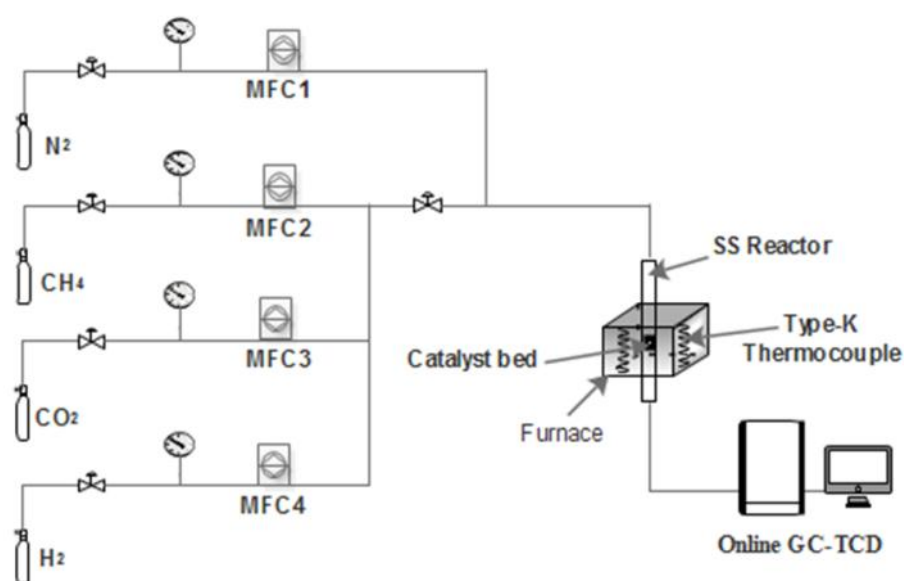 MFC1
N2
MFC2
CH4
SS Reactor
MFC3
Type-K
Thermocouple
Catalyst bed
CO2
Furnace
MFC4
Online GC-TCD
H2